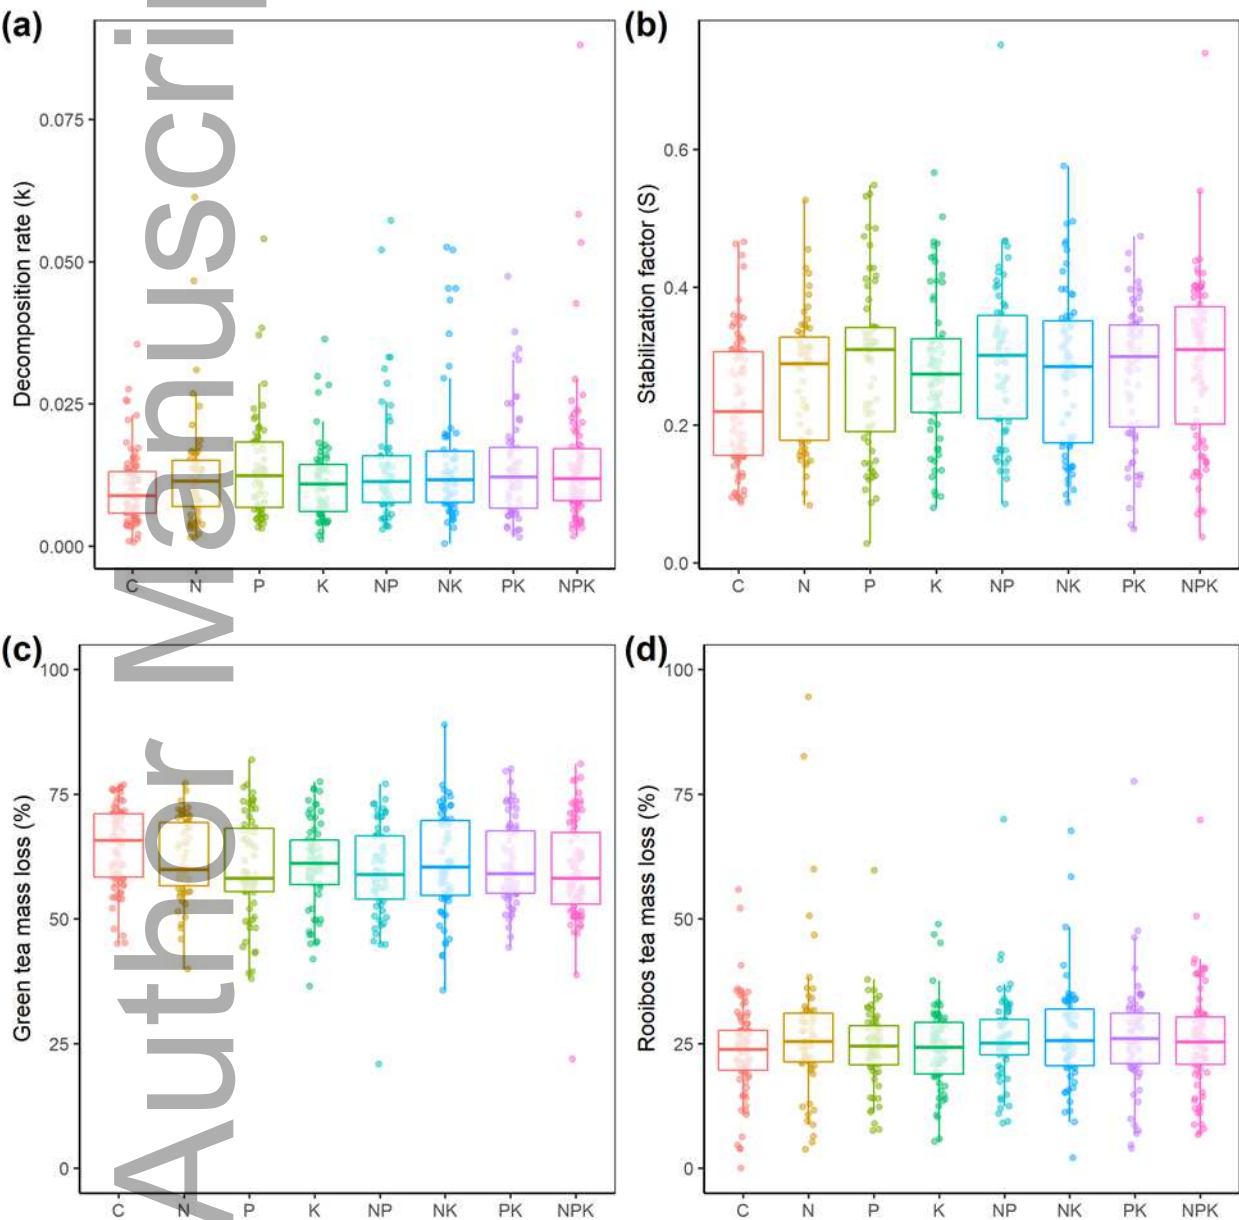 (a)
Decomposition rate (k)
0.075
0.050
0.025
0.000
C N P K NP NK PK NPK
(b)
Stabilization factor (S)
0.6
0.4
0.2
0.0
C N P K NP NK PK NPK
(c)
Green tea mass loss (%)
100
75
50
25
0
C N P K NP NK PK NPK
(d)
Rooibos tea mass loss (%)
100
75
50
25
0
C N P K NP NK PK NPK
Author Manuscri